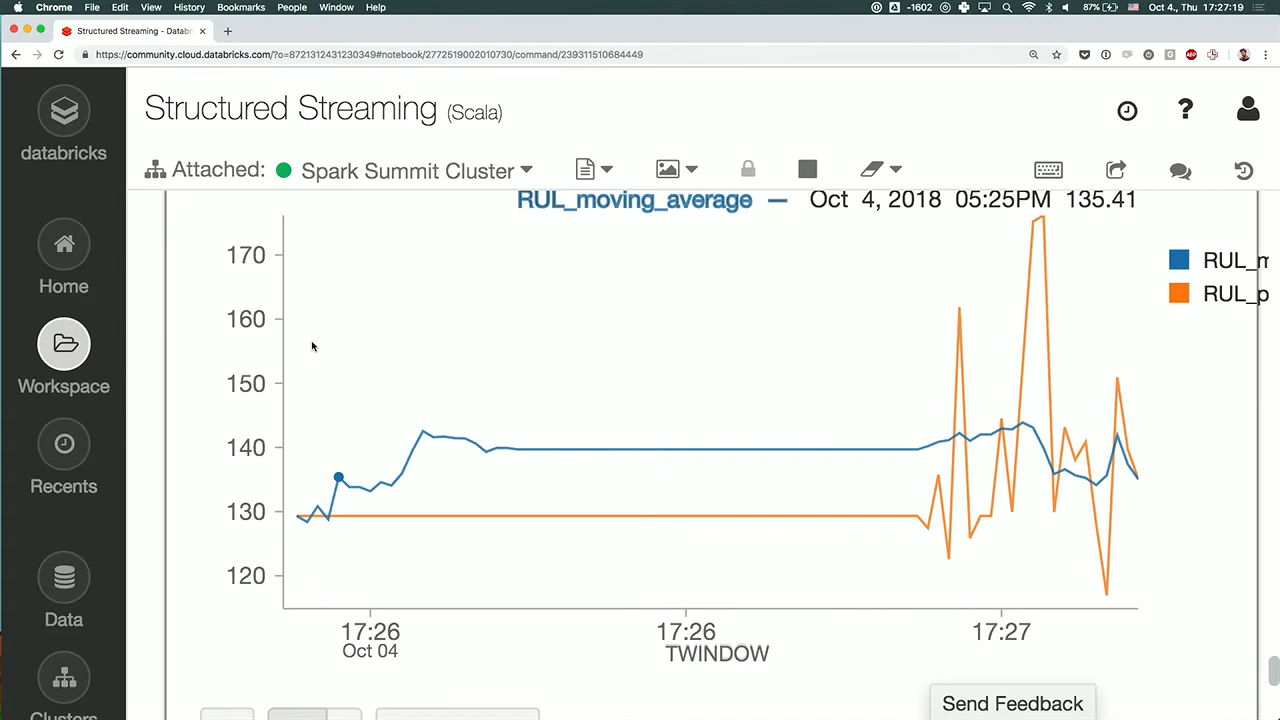 Chrome File Edit View History Bookmarks People Window Help -1602 87% Oct 4, Thu 17:27:19
Structured Streaming - Databr
https://community.cloud.databricks.com/?o=8721312431230349#notebook/2772519002010730/command/239311510684449
Structured Streaming (Scala)
databricks
Attached: Spark Summit Cluster
RUL_moving_average — Oct 4, 2018 05:25PM 135.41
170
RUL_m
RUL_p
Home
160
150
Workspace
140
Recents
130
120
17:26 17:26 17:27
Oct 04 TWINDOW
Data
Send Feedback
Clusters